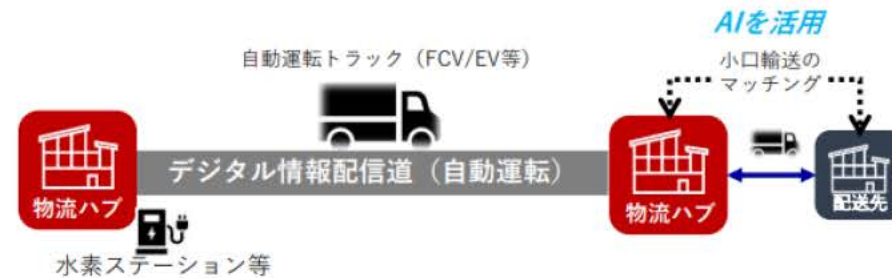 AIを活用
自動運転トラック（FCV/EV等）
小口輸送の
マッチング
デジタル情報配信道（自動運転）
物流ハブ
物流ハブ
配送先
水素ステーション等